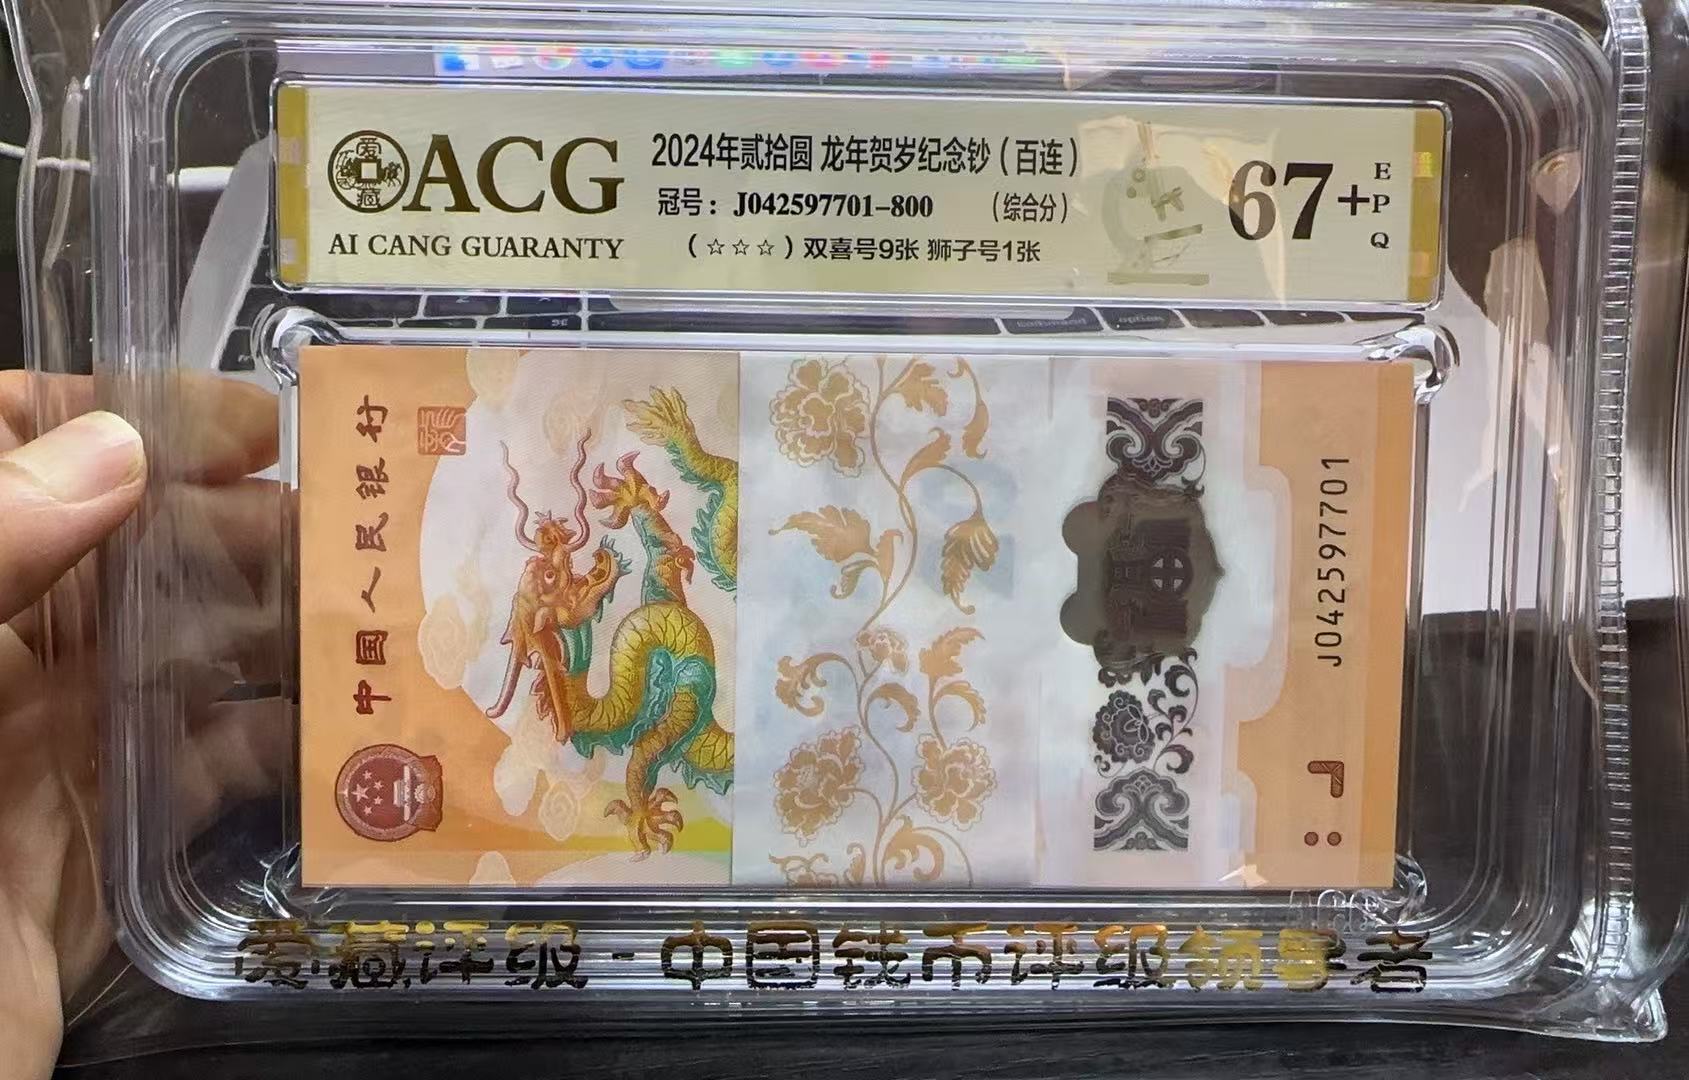 ACG
AI CANG GUARANTY
2024年贰拾圆 龙年贺岁纪念钞（百连）
冠号：J042597701-800 （综合分）
（☆☆☆）双喜号9张 狮子号1张
67+
EPQ
中国人民银行
J042597701
爱藏评级·中国钱币评级领导者
command
option